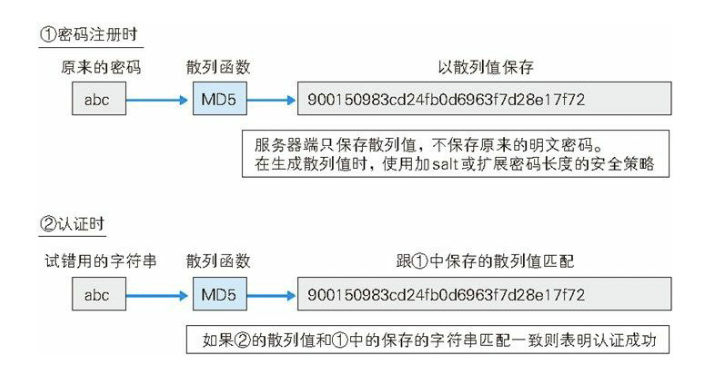 ①密码注册时
原来的密码 散列函数 以散列值保存
abc MD5 900150983cd24fb0d6963f7d28e17f72
服务器端只保存散列值，不保存原来的明文密码。
在生成散列值时，使用加salt或扩展密码长度的安全策略
②认证时
试错用的字符串 散列函数 跟①中保存的散列值匹配
abc MD5 900150983cd24fb0d6963f7d28e17f72
如果②的散列值和①中的保存的字符串匹配一致则表明认证成功